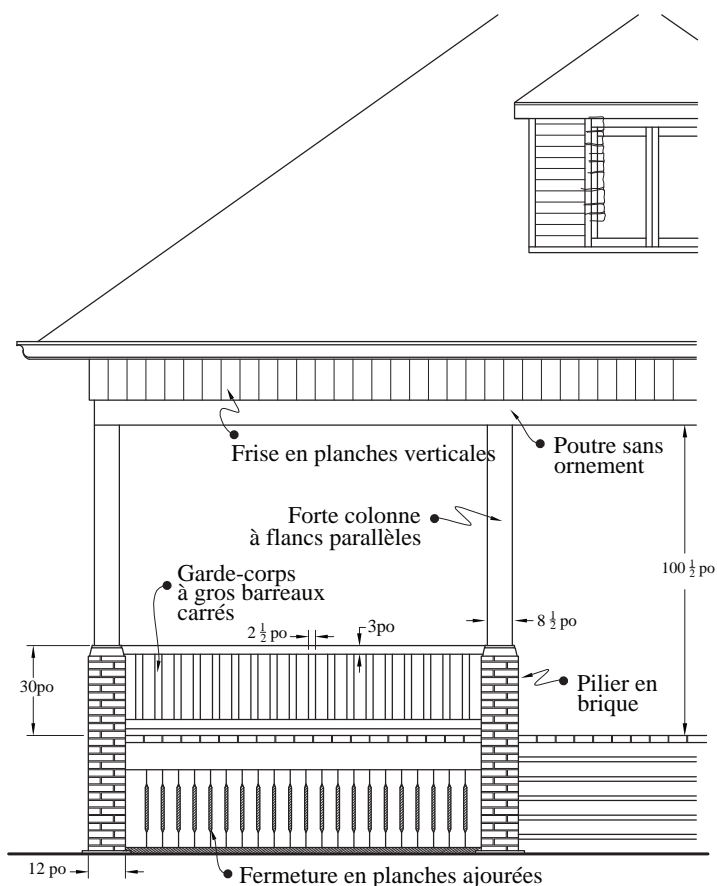 Frise en planches verticales
Poutre sans
ornement
Forte colonne
à flancs parallèles
100 ½ po
Garde-corps
à gros barreaux
carrés
2 ½ po
3po
8 ½ po
30po
Pilier en
brique
12 po
Fermeture en planches ajourées